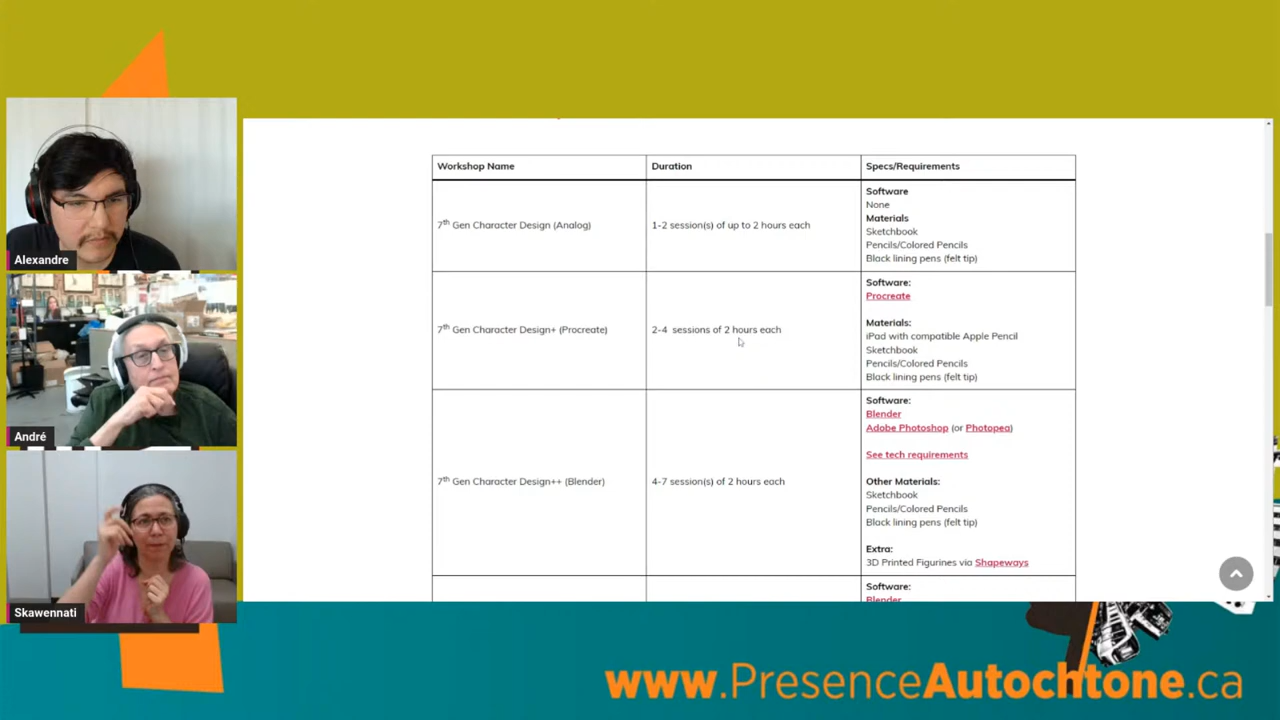 Alexandre
André
Skawennati
Workshop Name
Duration
Specs/Requirements
7th Gen Character Design (Analog)
1-2 session(s) of up to 2 hours each
Software
None
Materials
Sketchbook
Pencils/Colored Pencils
Black lining pens (felt tip)
7th Gen Character Design+ (Procreate)
2-4 sessions of 2 hours each
Software:
Procreate
Materials:
iPad with compatible Apple Pencil
Sketchbook
Pencils/Colored Pencils
Black lining pens (felt tip)
7th Gen Character Design++ (Blender)
4-7 session(s) of 2 hours each
Software:
Blender
Adobe Photoshop (or Photopea)
See tech requirements
Other Materials:
Sketchbook
Pencils/Colored Pencils
Black lining pens (felt tip)
Extra:
3D Printed Figurines via Shapeways
Software:
Blender
www.PresenceAutochtone.ca